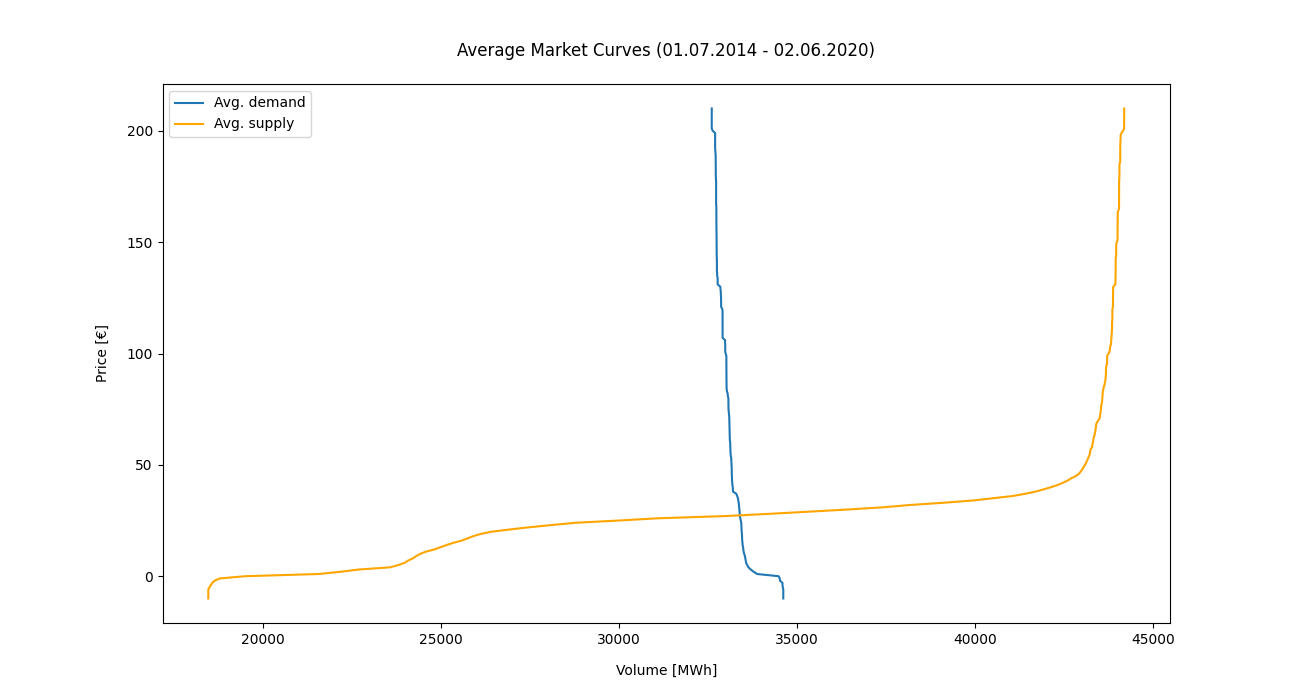 Average Market Curves (01.07.2014 - 02.06.2020)
Avg. demand
Avg. supply
200
150
100
50
0
Price [€]
20000 25000 30000 35000 40000 45000
Volume [MWh]